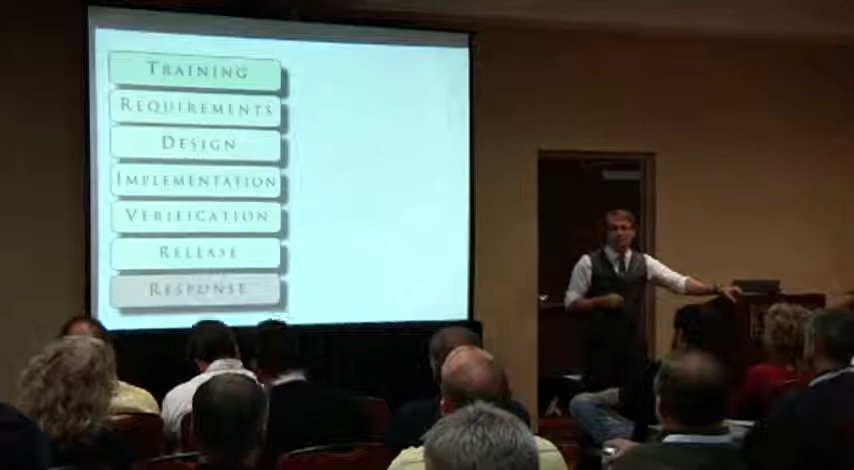 TRAINING
REQUIREMENTS
DESIGN
IMPLEMENTATION
VERIFICATION
RELEASE
RESPONSE